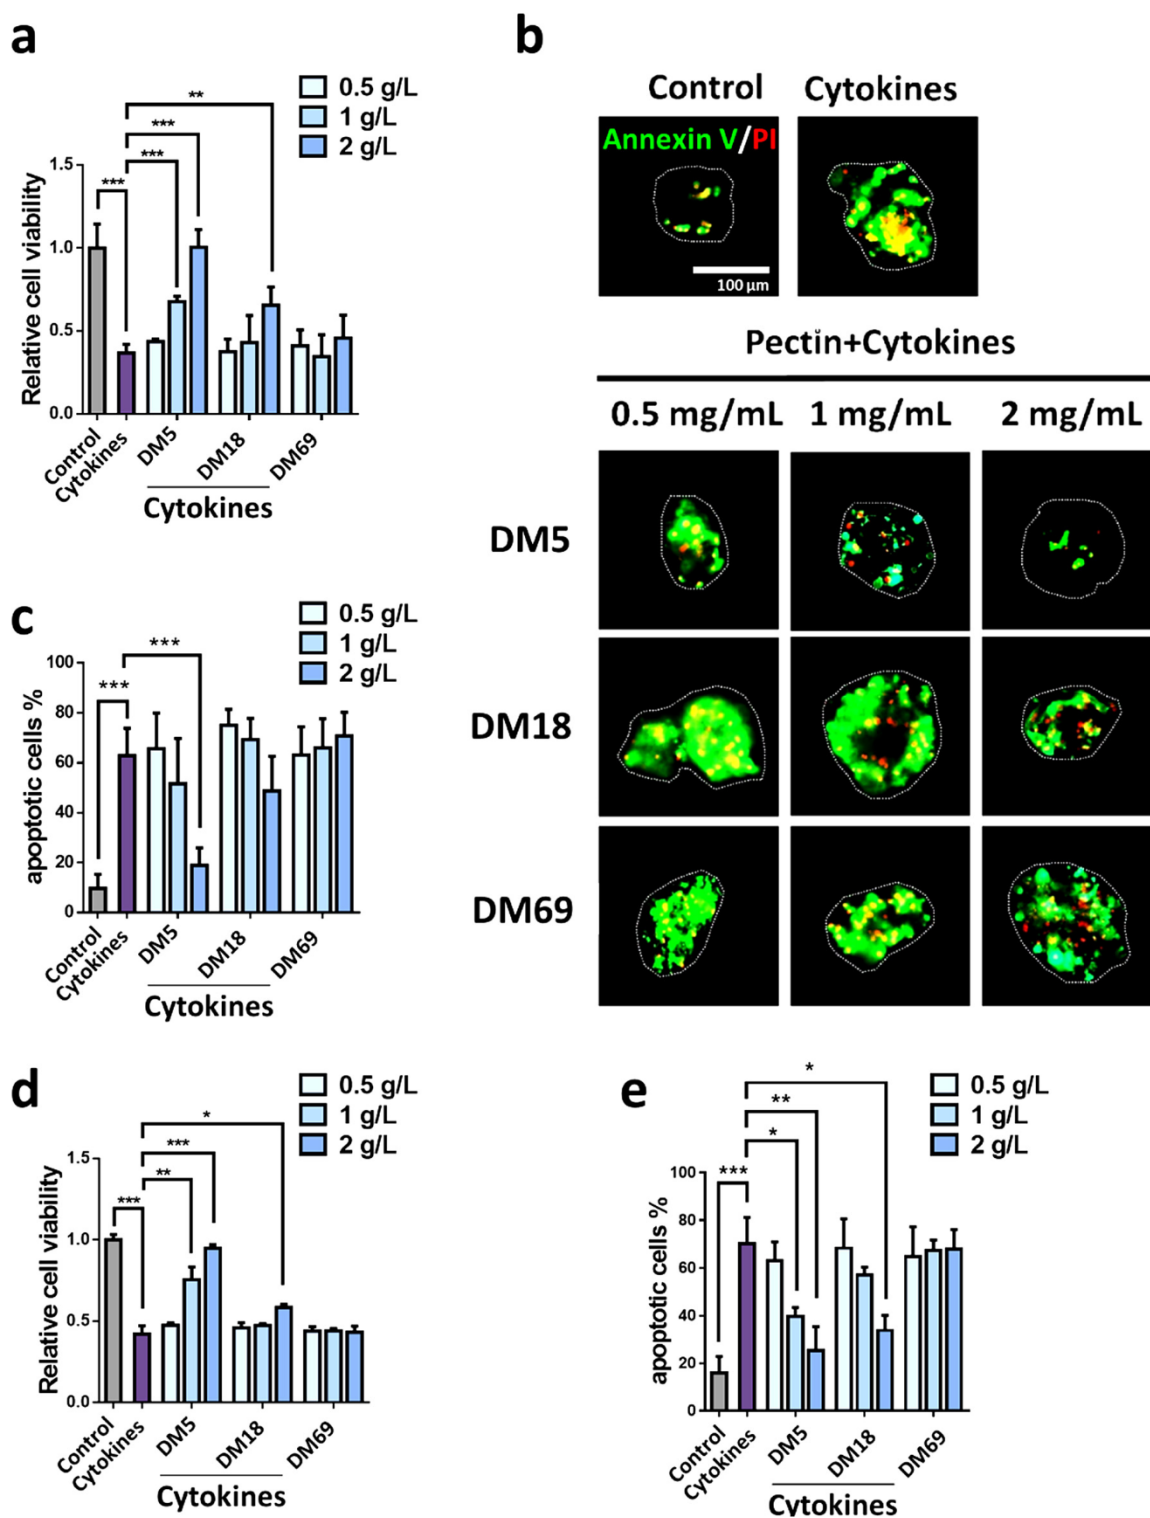 a
0.5 g/L
1 g/L
2 g/L
**
***
***
***
Relative cell viability
1.5
1.0
0.5
0.0
Control
Cytokines
DM5
DM18
DM69
Cytokines
b
Control
Cytokines
Annexin V/PI
100 μm
Pectin+Cytokines
0.5 mg/mL
1 mg/mL
2 mg/mL
DM5
DM18
DM69
c
0.5 g/L
1 g/L
2 g/L
***
***
apoptotic cells %
100
80
60
40
20
0
Control
Cytokines
DM5
DM18
DM69
Cytokines
d
0.5 g/L
1 g/L
2 g/L
*
***
**
***
Relative cell viability
1.5
1.0
0.5
0.0
Control
Cytokines
DM5
DM18
DM69
Cytokines
e
0.5 g/L
1 g/L
2 g/L
*
**
*
***
apoptotic cells %
100
80
60
40
20
0
Control
Cytokines
DM5
DM18
DM69
Cytokines